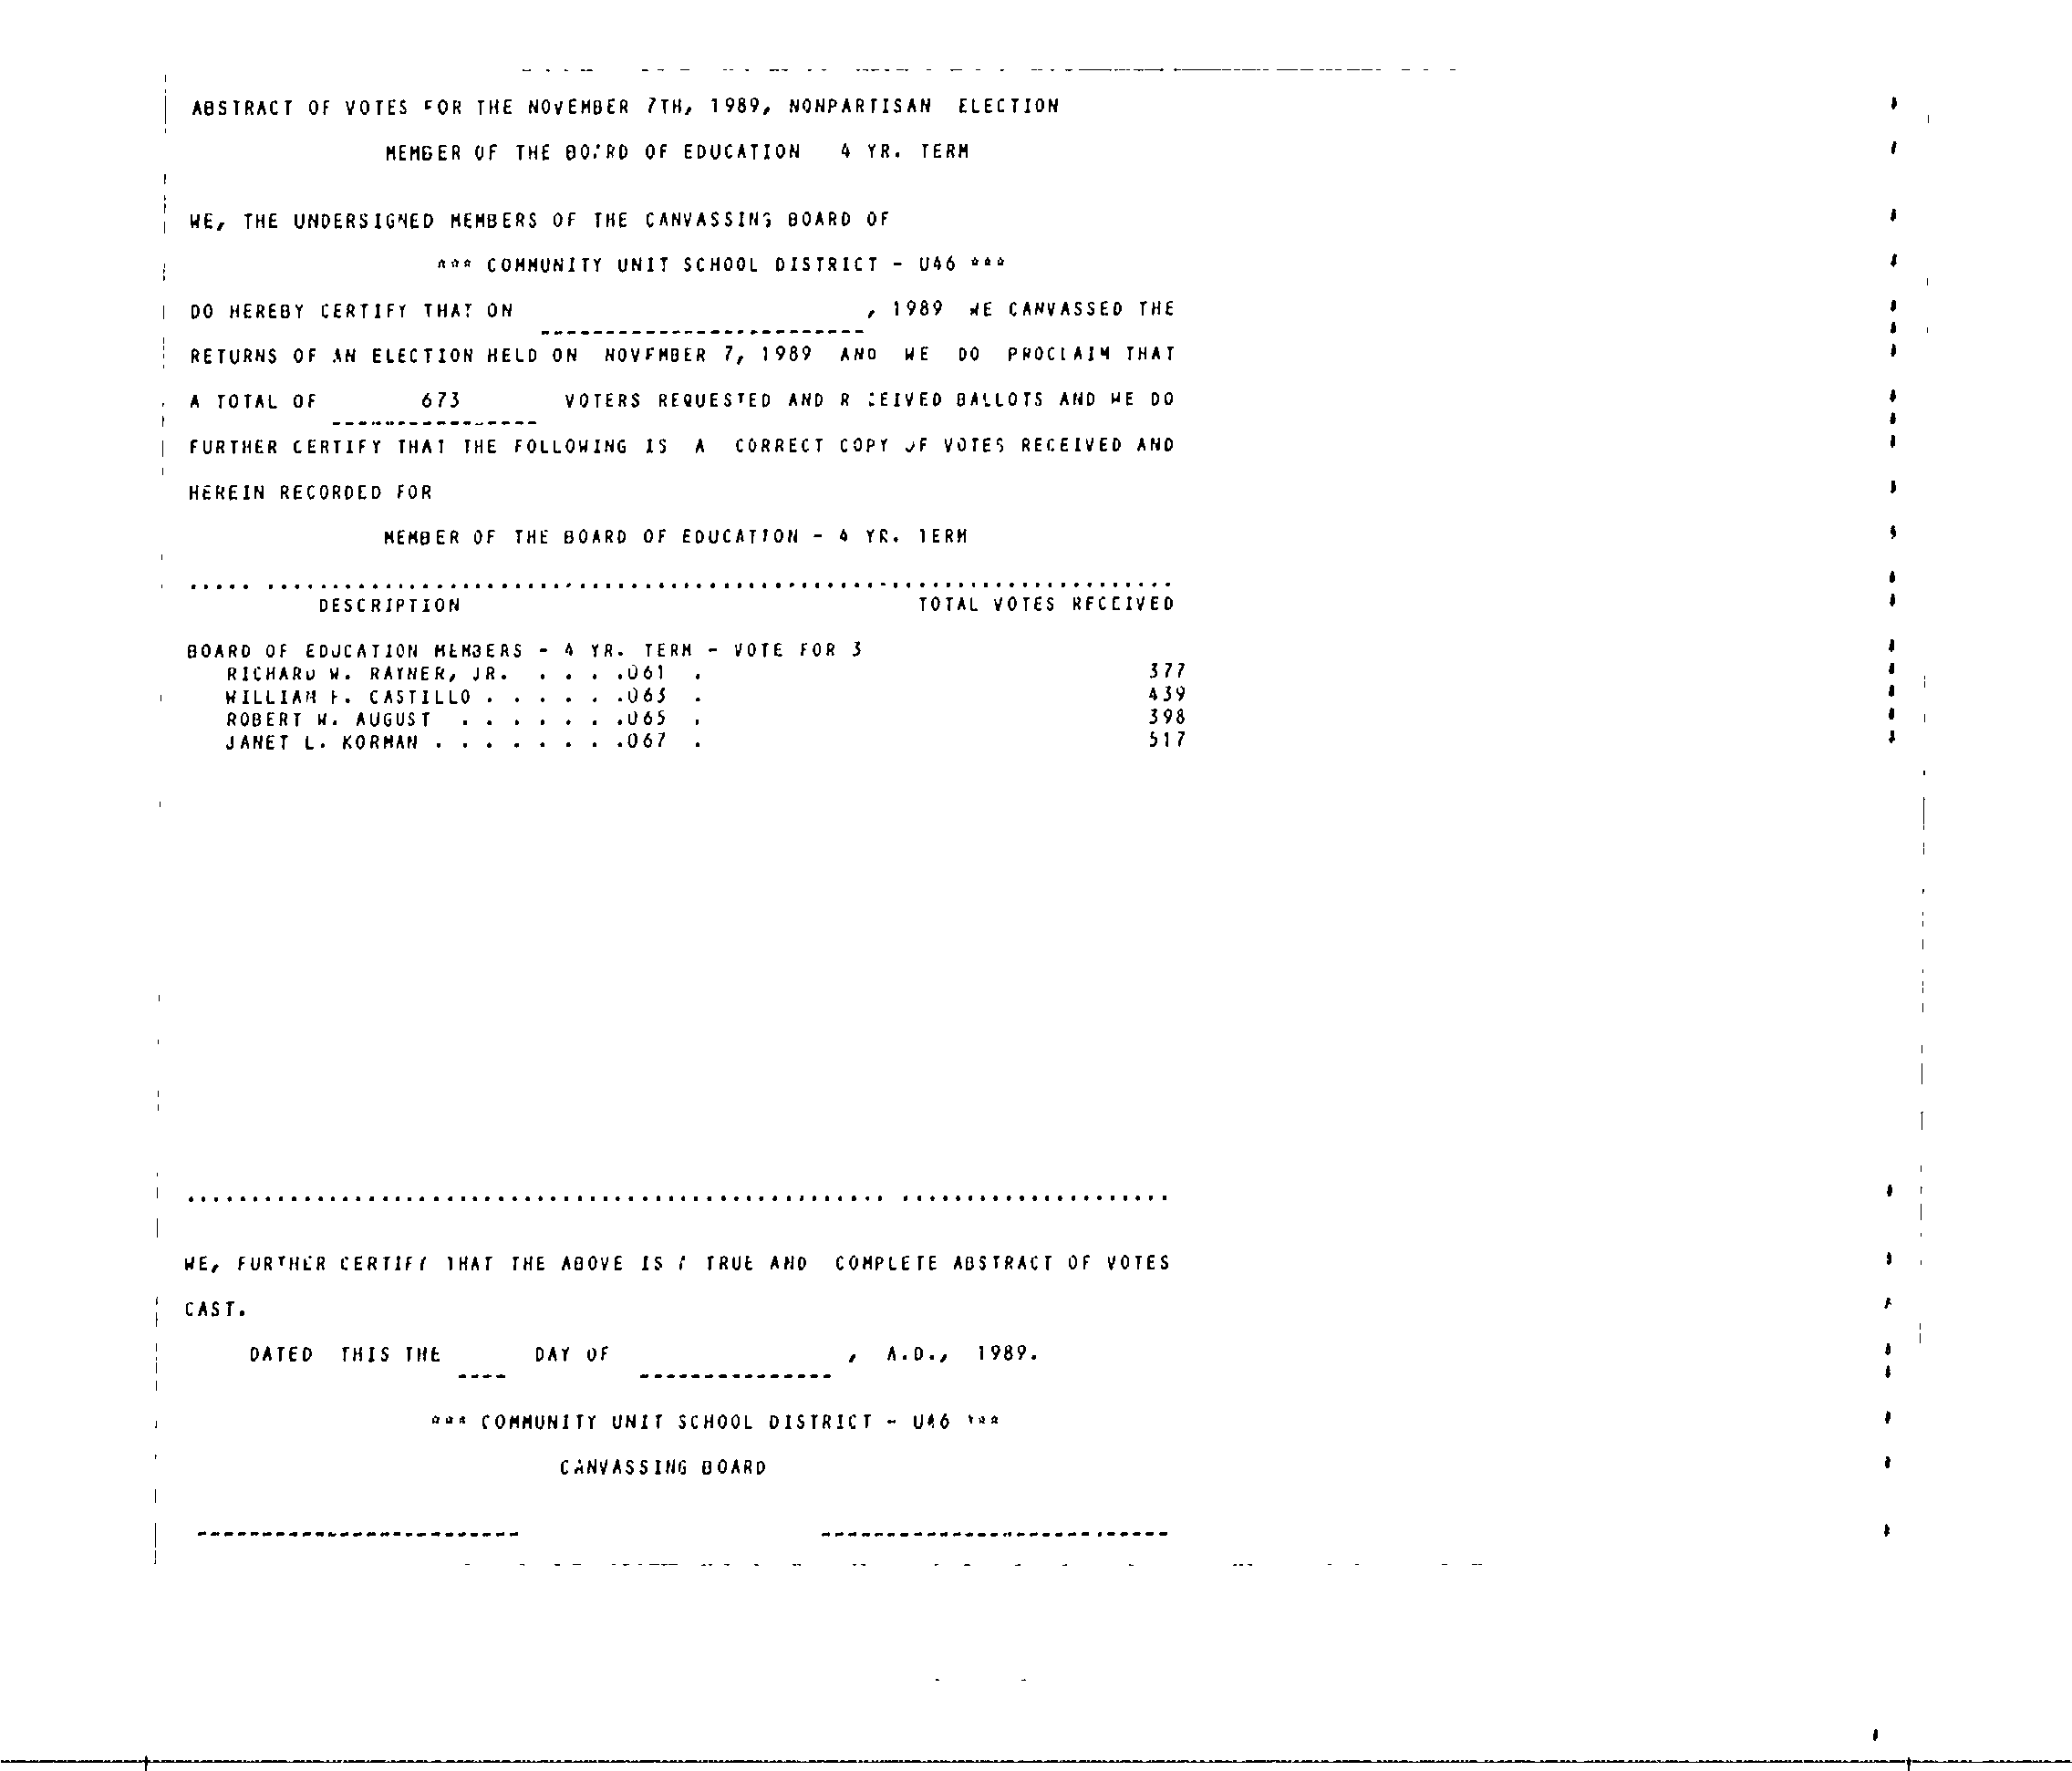 ABSTRACT OF VOTES FOR THE NOVEMBER 7TH, 1989, NONPARTISAN ELECTION
MEMBER OF THE BOARD OF EDUCATION 4 YR. TERM
WE, THE UNDERSIGNED MEMBERS OF THE CANVASSING BOARD OF
*** COMMUNITY UNIT SCHOOL DISTRICT - U46 ***
DO HEREBY CERTIFY THAT ON , 1989 WE CANVASSED THE
RETURNS OF AN ELECTION HELD ON NOVEMBER 7, 1989 AND WE DO PROCLAIM THAT
A TOTAL OF 673 VOTERS REQUESTED AND RECEIVED BALLOTS AND WE DO
FURTHER CERTIFY THAT THE FOLLOWING IS A CORRECT COPY OF VOTES RECEIVED AND
HEREIN RECORDED FOR
MEMBER OF THE BOARD OF EDUCATION - 4 YR. TERM
DESCRIPTION TOTAL VOTES RECEIVED
BOARD OF EDUCATION MEMBERS - 4 YR. TERM - VOTE FOR 3
RICHARD W. RAYNER, JR. . . . .061 . 377
WILLIAM CASTILLO . . . . . .063 . 439
ROBERT W. AUGUST . . . . . . .065 . 398
JANET L. KORMAN . . . . . . . .067 . 517
WE, FURTHER CERTIFY THAT THE ABOVE IS A TRUE AND COMPLETE ABSTRACT OF VOTES
CAST.
DATED THIS THE ---- DAY OF --------------- , A.D., 1989.
*** COMMUNITY UNIT SCHOOL DISTRICT - U46 ***
CANVASSING BOARD